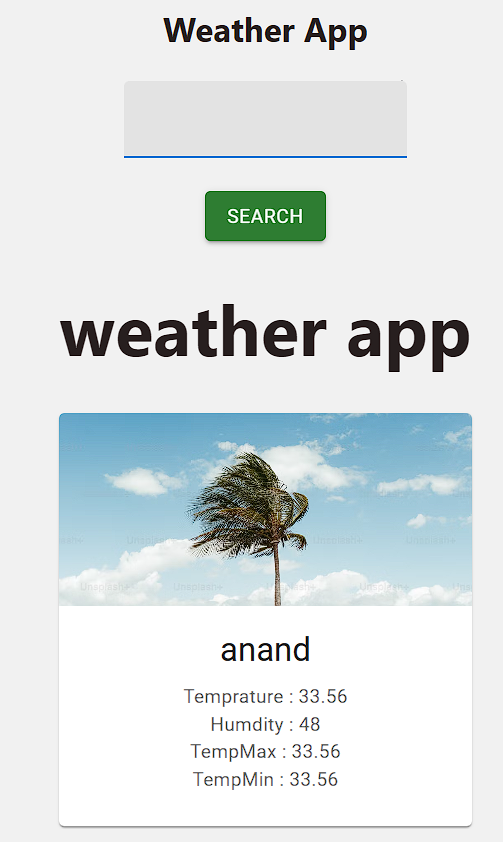 Weather App
SEARCH
weather app
Unsplash+ Unsplash+ Unsplash+
Unsplash+ Unsplash+ Unsplash+ Unsplash+
anand
Temprature : 33.56
Humdity : 48
TempMax : 33.56
TempMin : 33.56